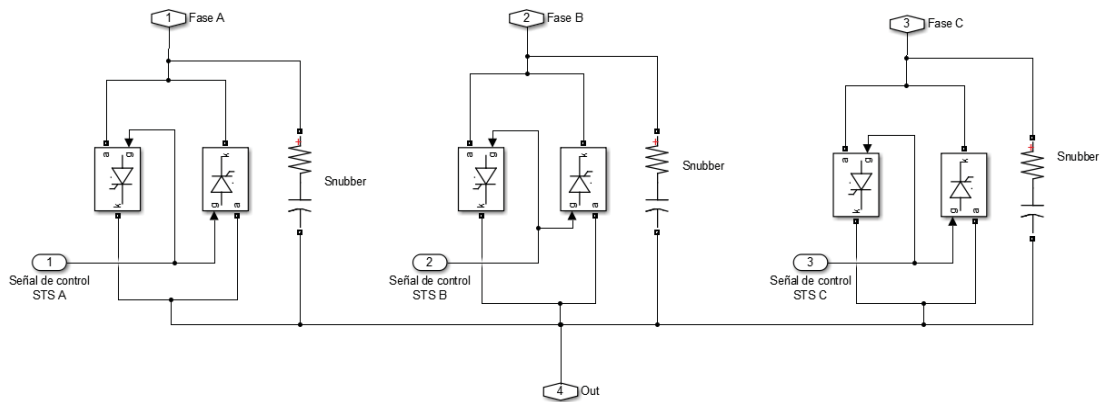 1 Fase A
2 Fase B
3 Fase C
a g
k
k
g a
+
Snubber
a g
k
k
g a
+
Snubber
a g
k
k
g a
+
Snubber
1
Señal de control
STS A
2
Señal de control
STS B
3
Señal de control
STS C
4 Out